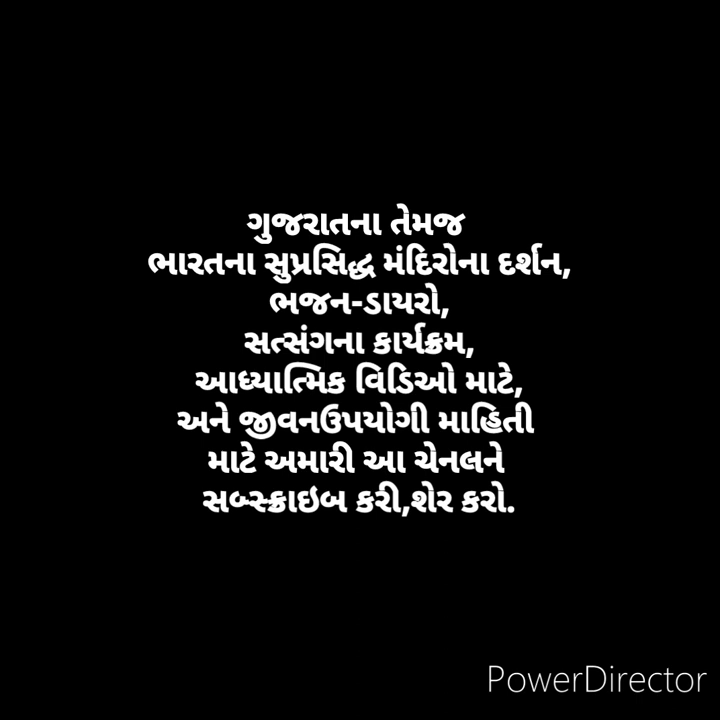 ગુજરાતના તેમજ
ભારતના સુપ્રસિદ્ધ મંદિરોના દર્શન,
ભજન-ડાયરો,
સત્સંગના કાર્યક્રમ,
આધ્યાત્મિક વિડિઓ માટે,
અને જીવનઉપયોગી માહિતી
માટે અમારી આ ચેનલને
સબ્સ્ક્રાઇબ કરી,શેર કરો.
PowerDirector